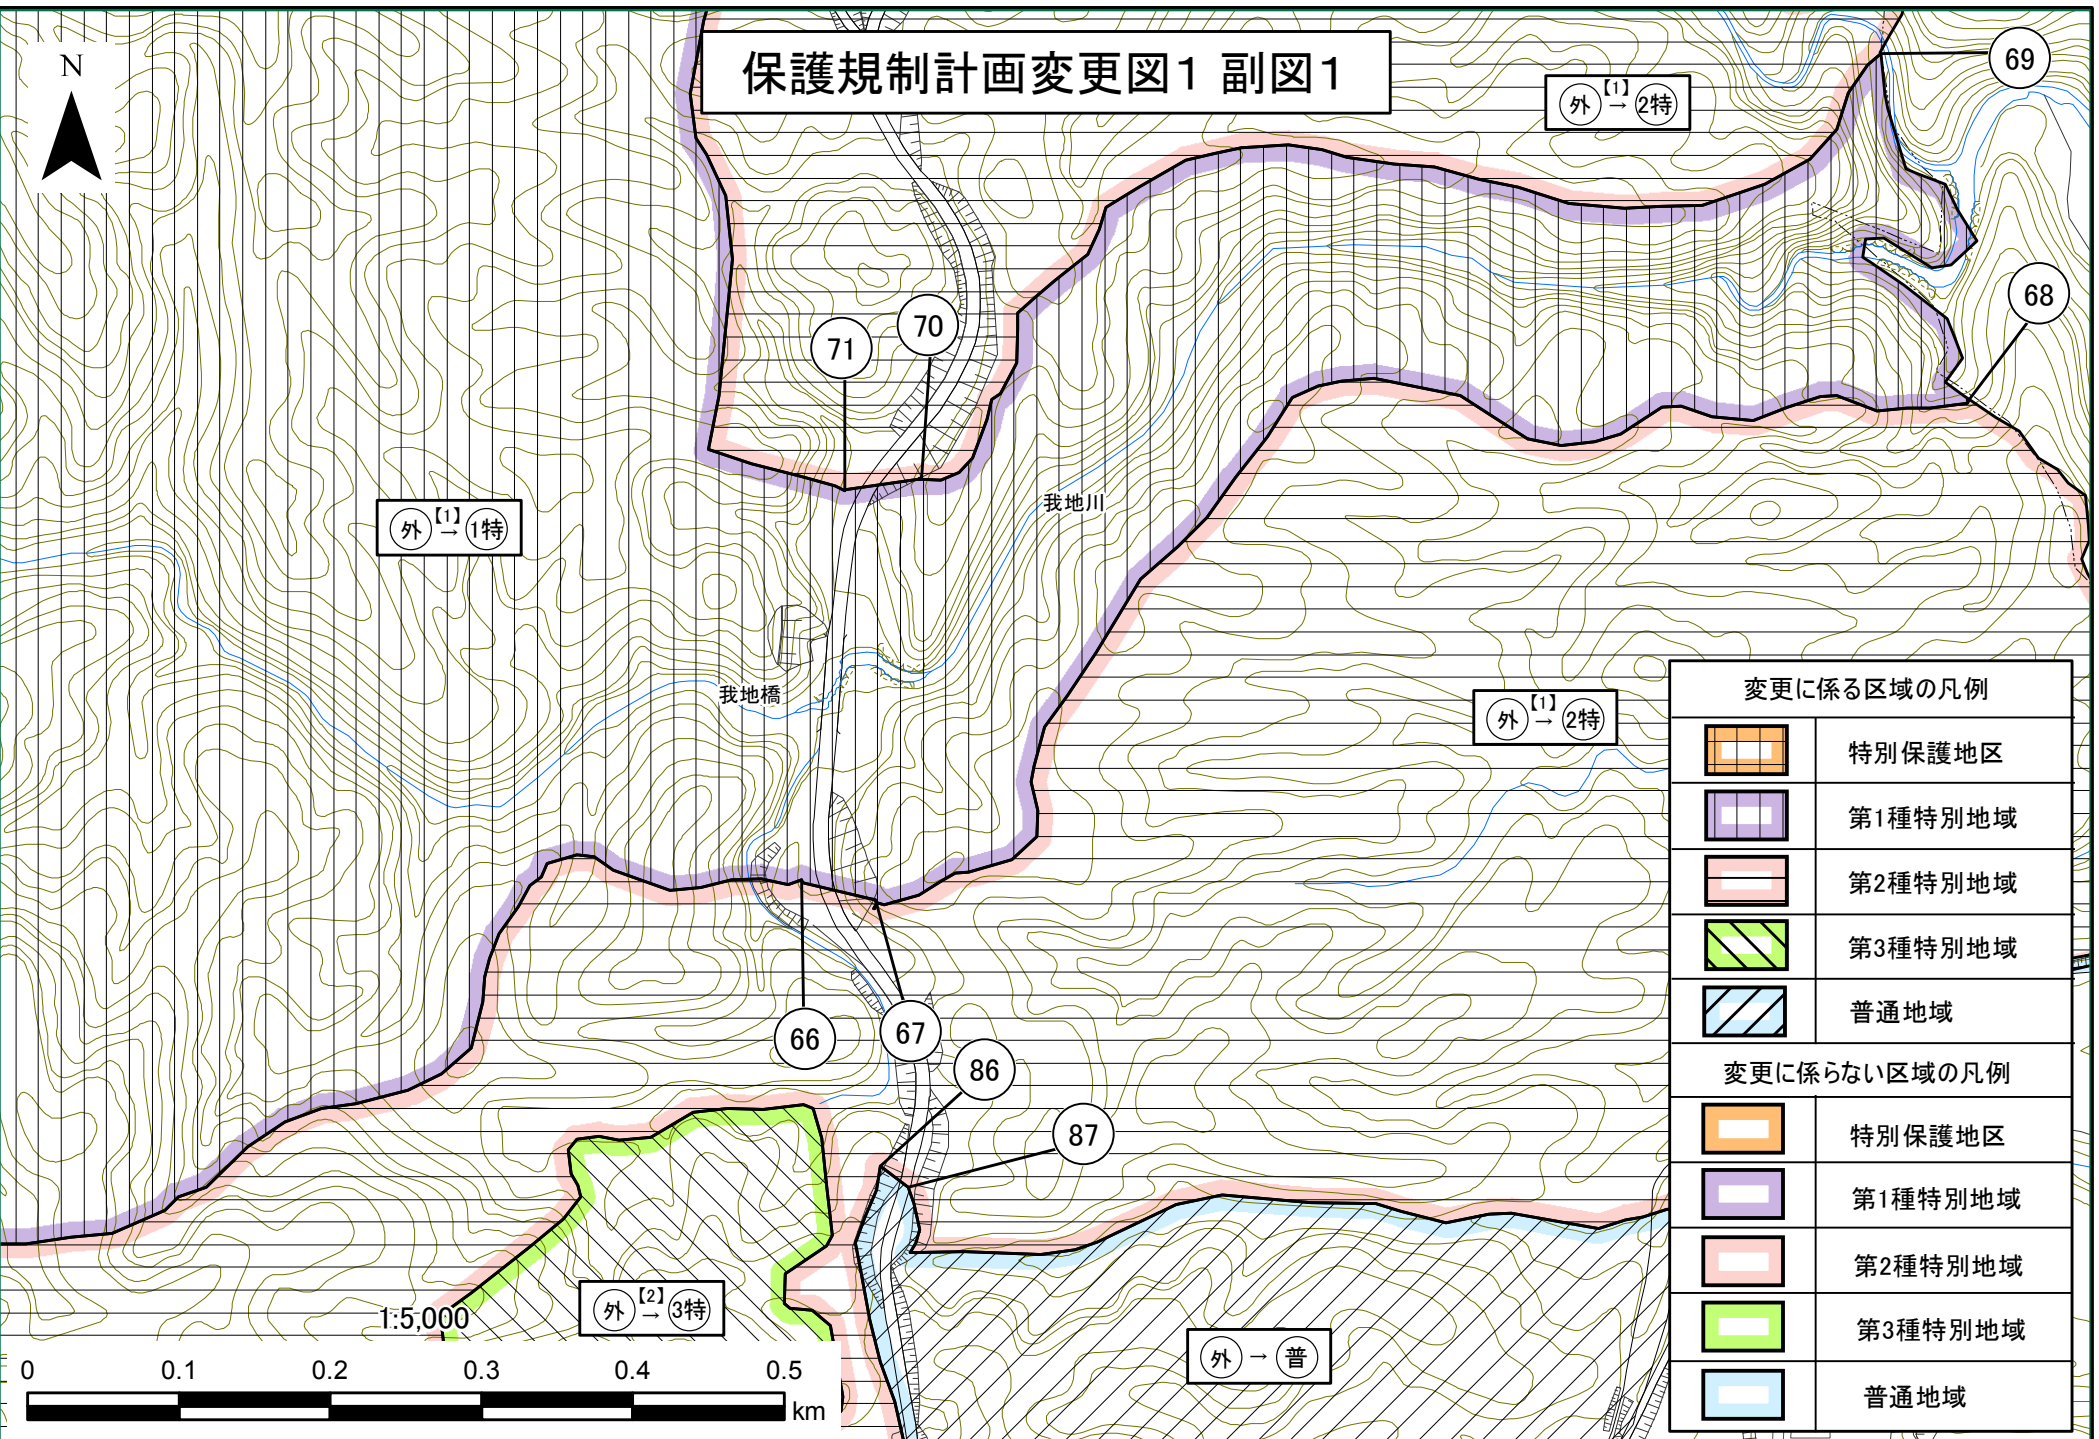 保護規制計画変更図1 副図1
N
外【1】→2特
69
68
71
70
我地川
外【1】→1特
我地橋
外【1】→2特
66
67
86
87
外【2】→3特
外→普
1:5,000
0 0.1 0.2 0.3 0.4 0.5
km
変更に係る区域の凡例
特別保護地区
第1種特別地域
第2種特別地域
第3種特別地域
普通地域
変更に係らない区域の凡例
特別保護地区
第1種特別地域
第2種特別地域
第3種特別地域
普通地域